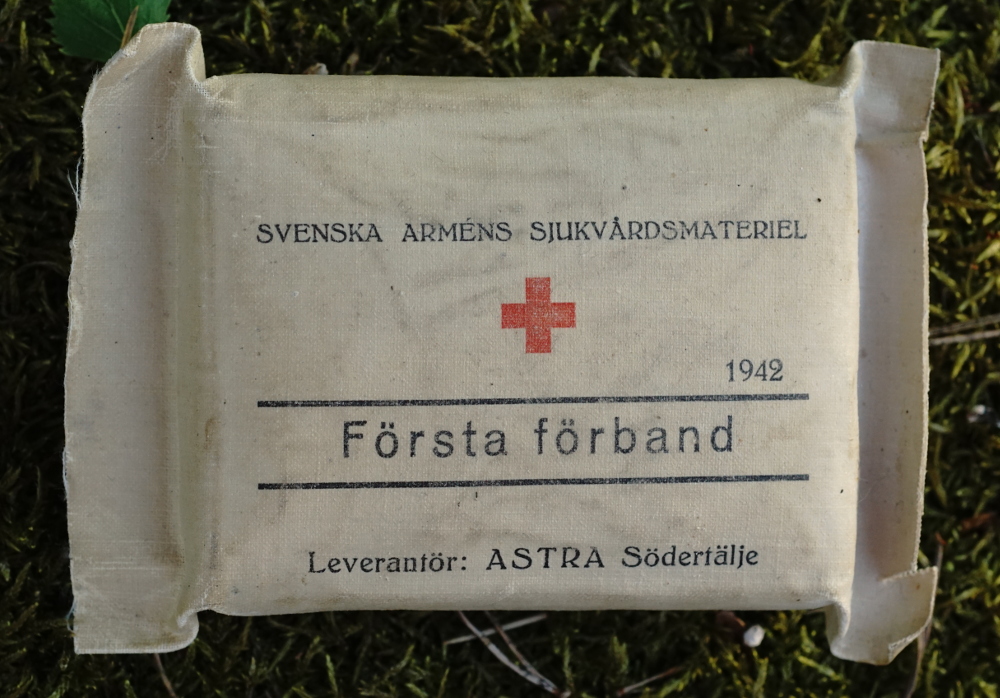 SVENSKA ARMÉNS SJUKVÅRDSMATERIEL
1942
Första förband
Leverantör: ASTRA Södertälje